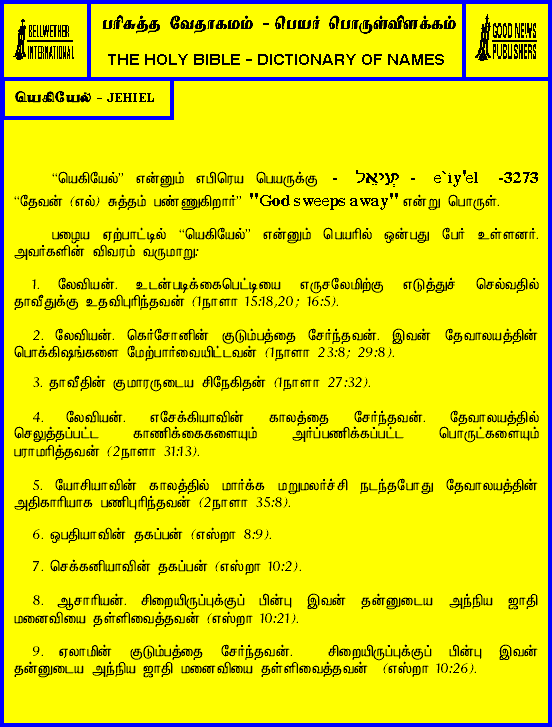 BELLWETHER
INTERNATIONAL
பரிசுத்த வேதாகமம் - பெயர் பொருள்விளக்கம்
THE HOLY BIBLE - DICTIONARY OF NAMES
GOOD NEWS
PUBLISHERS
யெகியேல் - JEHIEL
“யெகியேல்” என்னும் எபிரெய பெயருக்கு - יְעִיאֵל - e`iy'el -3273
“தேவன் (எல்) சுத்தம் பண்ணுகிறார்” "God sweeps away" என்று பொருள்.
பழைய ஏற்பாட்டில் “யெகியேல்” என்னும் பெயரில் ஒன்பது பேர் உள்ளனர்.
அவர்களின் விவரம் வருமாறு:
1. லேவியன். உடன்படிக்கைபெட்டியை எருசலேமிற்கு எடுத்துச் செல்வதில்
தாவீதுக்கு உதவிபுரிந்தவன் (1நாளா 15:18,20; 16:5).
2. லேவியன். கெர்சோனின் குடும்பத்தை சேர்ந்தவன். இவன் தேவாலயத்தின்
பொக்கிஷங்களை மேற்பார்வையிட்டவன் (1நாளா 23:8; 29:8).
3. தாவீதின் குமாரருடைய சிநேகிதன் (1நாளா 27:32).
4. லேவியன். எசேக்கியாவின் காலத்தை சேர்ந்தவன். தேவாலயத்தில்
செலுத்தப்பட்ட காணிக்கைகளையும் அர்ப்பணிக்கப்பட்ட பொருட்களையும்
பராமரித்தவன் (2நாளா 31:13).
5. யோசியாவின் காலத்தில் மார்க்க மறுமலர்ச்சி நடந்தபோது தேவாலயத்தின்
அதிகாரியாக பணிபுரிந்தவன் (2நாளா 35:8).
6. ஒபதியாவின் தகப்பன் (எஸ்றா 8:9).
7. செக்கனியாவின் தகப்பன் (எஸ்றா 10:2).
8. ஆசாரியன். சிறையிருப்புக்குப் பின்பு இவன் தன்னுடைய அந்நிய ஜாதி
மனைவியை தள்ளிவைத்தவன் (எஸ்றா 10:21).
9. ஏலாமின் குடும்பத்தை சேர்ந்தவன். சிறையிருப்புக்குப் பின்பு இவன்
தன்னுடைய அந்நிய ஜாதி மனைவியை தள்ளிவைத்தவன் (எஸ்றா 10:26).